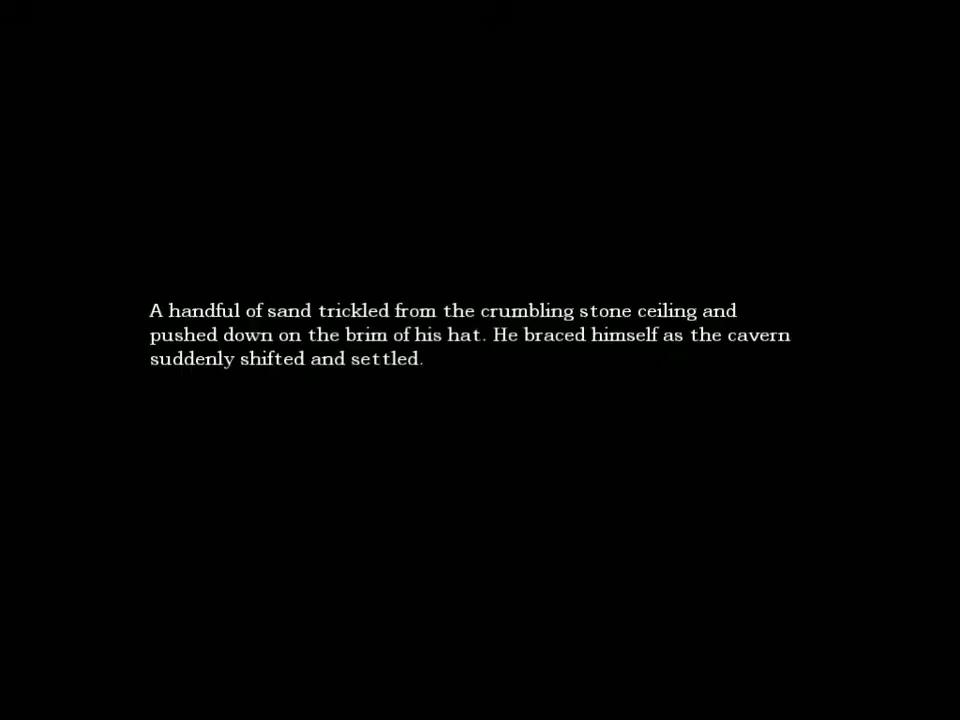 A handful of sand trickled from the crumbling stone ceiling and
pushed down on the brim of his hat. He braced himself as the cavern
suddenly shifted and settled.